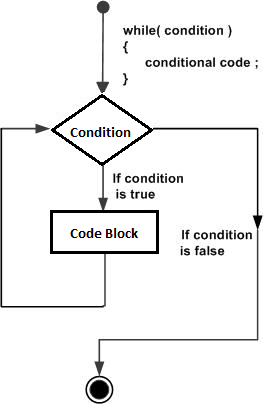 while( condition )
{
conditional code ;
}
Condition
If condition
is true
Code Block
If condition
is false